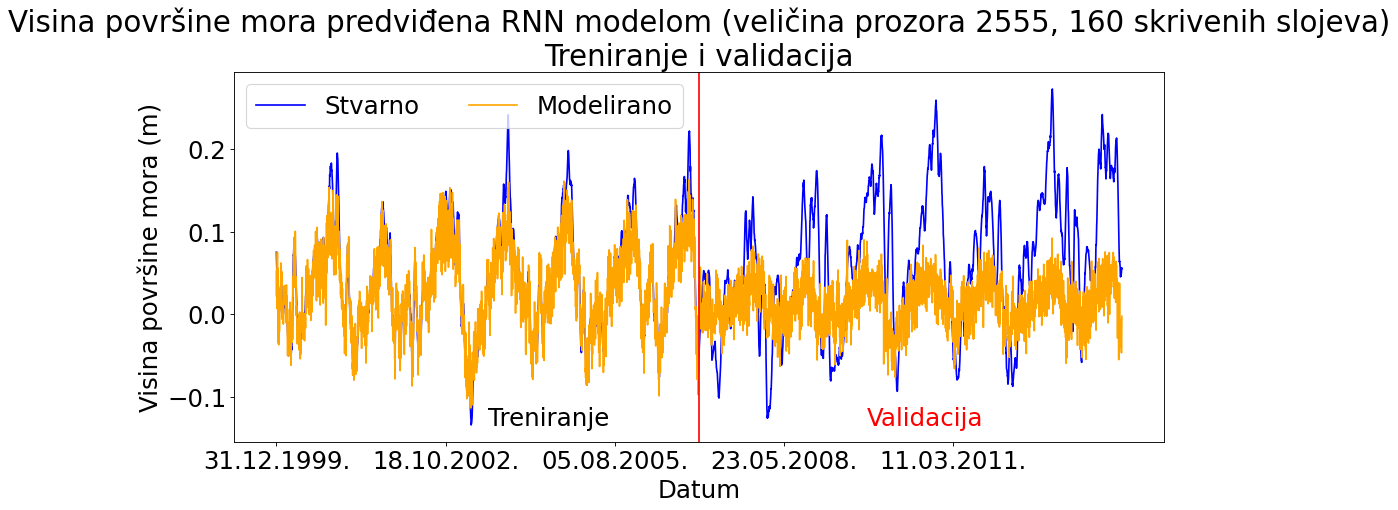 Visina površine mora predviđena RNN modelom (veličina prozora 2555, 160 skrivenih slojeva)
Treniranje i validacija
Stvarno
Modelirano
Visina površine mora (m)
0.2
0.1
0.0
−0.1
Treniranje
Validacija
31.12.1999.
18.10.2002.
05.08.2005.
23.05.2008.
11.03.2011.
Datum